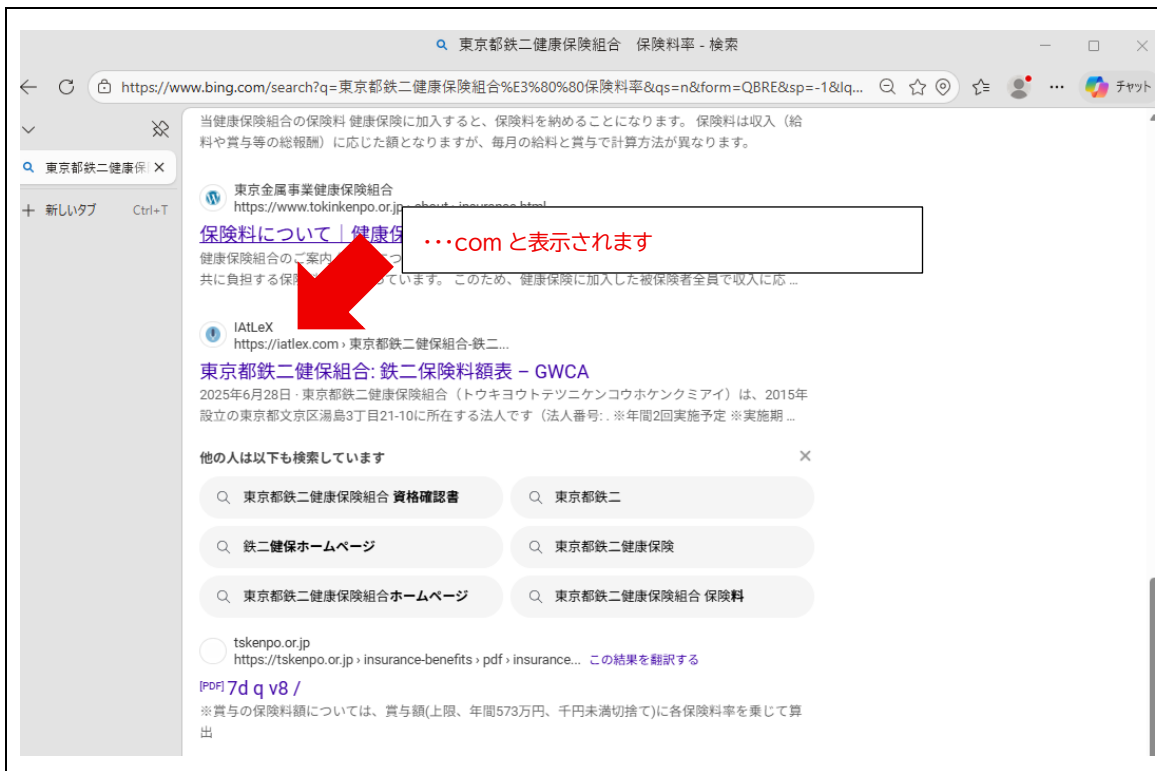 東京都鉄二健康保険組合　保険料率 - 検索
https://www.bing.com/search?q=東京都鉄二健康保険組合%E3%80%80保険料率&qs=n&form=QBRE&sp=-1&lq...
チャット
東京都鉄二健康保
新しいタブ Ctrl+T
当健康保険組合の保険料 健康保険に加入すると、保険料を納めることになります。 保険料は収入（給
料や賞与等の総報酬）に応じた額となりますが、毎月の給料と賞与で計算方法が異なります。
東京金属事業健康保険組合
https://www.tokinkenpo.or.jp
保険料について｜健康保
・・・com と表示されます
健康保険組合のご案内
共に負担する保険 っています。 このため、健康保険に加入した被保険者全員で収入に応 ...
IAtLeX
https://iatlex.com › 東京都鉄二健保組合-鉄二...
東京都鉄二健保組合: 鉄二保険料額表 – GWCA
2025年6月28日 · 東京都鉄二健康保険組合（トウキヨウトテツニケンコウホケンクミアイ）は、2015年
設立の東京都文京区湯島3丁目21-10に所在する法人です（法人番号: . ※年間2回実施予定 ※実施期 ...
他の人は以下も検索しています
東京都鉄二健康保険組合 資格確認書
東京都鉄二
鉄二健保ホームページ
東京都鉄二健康保険
東京都鉄二健康保険組合ホームページ
東京都鉄二健康保険組合 保険料
tskenpo.or.jp
https://tskenpo.or.jp › insurance-benefits › pdf › insurance... この結果を翻訳する
[PDF] 7d q v8 /
※賞与の保険料額については、賞与額(上限、年間573万円、千円未満切捨て)に各保険料率を乗じて算
出